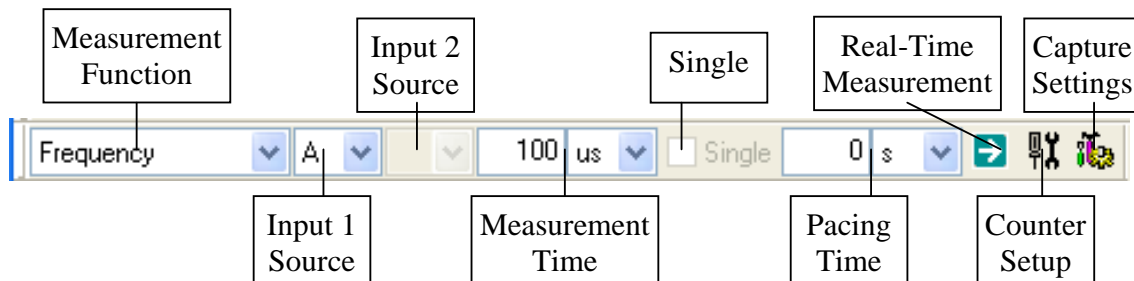 Measurement
Function
Input 2
Source
Single
Real-Time
Measurement
Capture
Settings
Frequency A 100 us Single 0 s
Input 1
Source
Measurement
Time
Pacing
Time
Counter
Setup